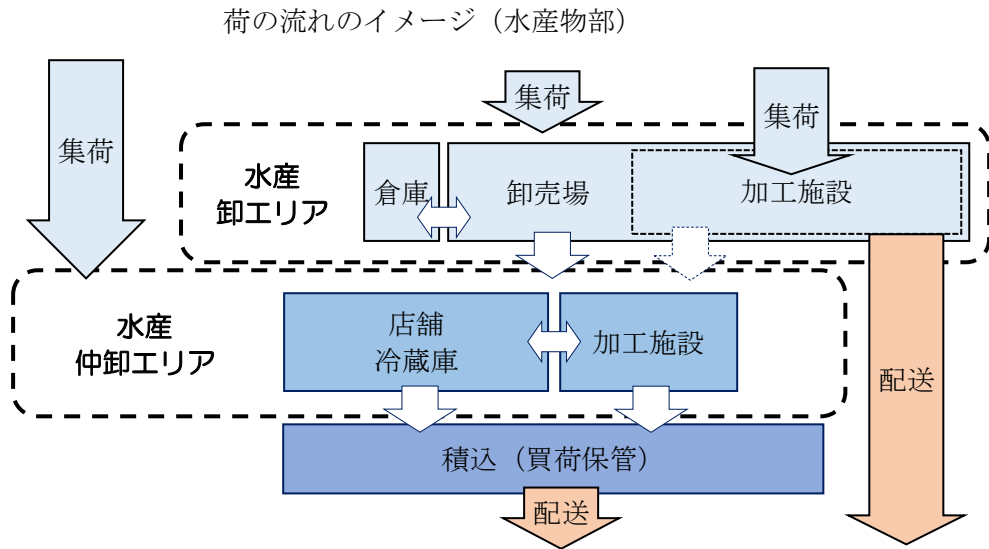 荷の流れのイメージ（水産物部）
集荷
集荷
集荷
水産
卸エリア
倉庫
卸売場
加工施設
水産
仲卸エリア
店舗
冷蔵庫
加工施設
配送
積込（買荷保管）
配送